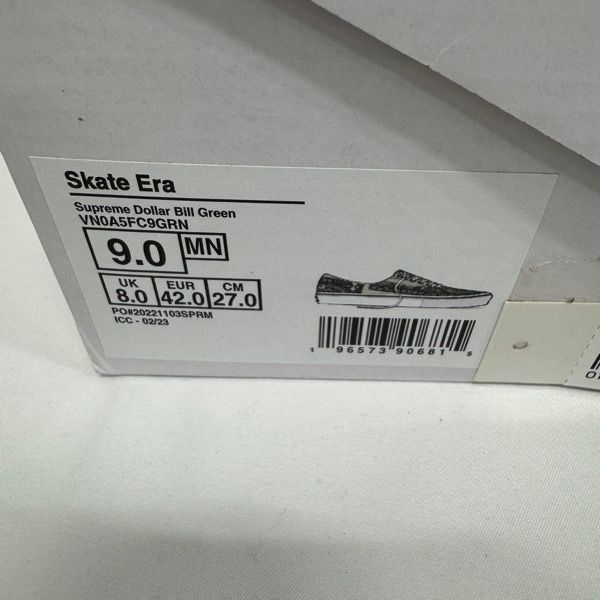 Skate Era
Supreme Dollar Bill Green
VN0A5FC9GRN
9.0 MN
UK EUR CM
8.0 42.0 27.0
PO#20221103SPRM
ICC - 02/23
1 96573 90681 5